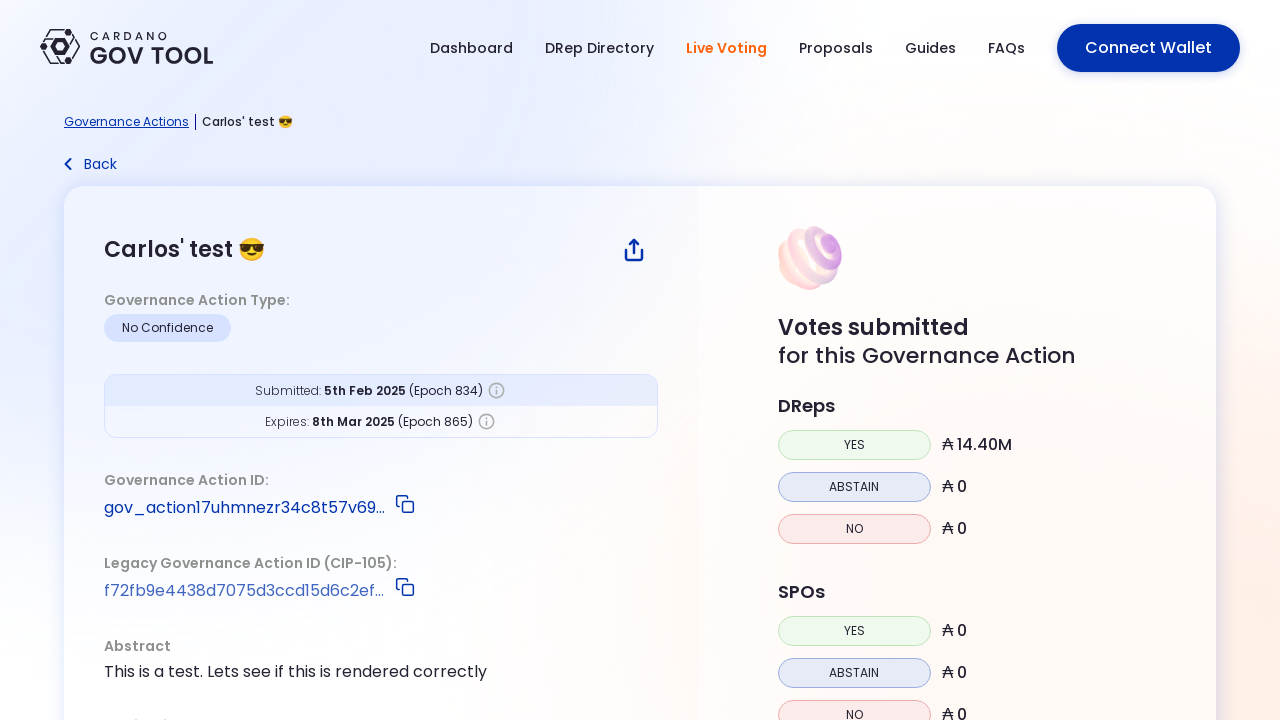 CARDANO
GOV TOOL
Dashboard
DRep Directory
Live Voting
Proposals
Guides
FAQs
Connect Wallet
Governance Actions | Carlos' test 😎
Back
Carlos' test 😎
Governance Action Type:
No Confidence
Submitted: 5th Feb 2025 (Epoch 834)
Expires: 8th Mar 2025 (Epoch 865)
Governance Action ID:
gov_action17uhmnezr34c8t57v69...
Legacy Governance Action ID (CIP-105):
f72fb9e4438d7075d3ccd15d6c2ef...
Abstract
This is a test. Lets see if this is rendered correctly
Votes submitted
for this Governance Action
DReps
YES ₳ 14.40M
ABSTAIN ₳ 0
NO ₳ 0
SPOs
YES ₳ 0
ABSTAIN ₳ 0
NO ₳ 0